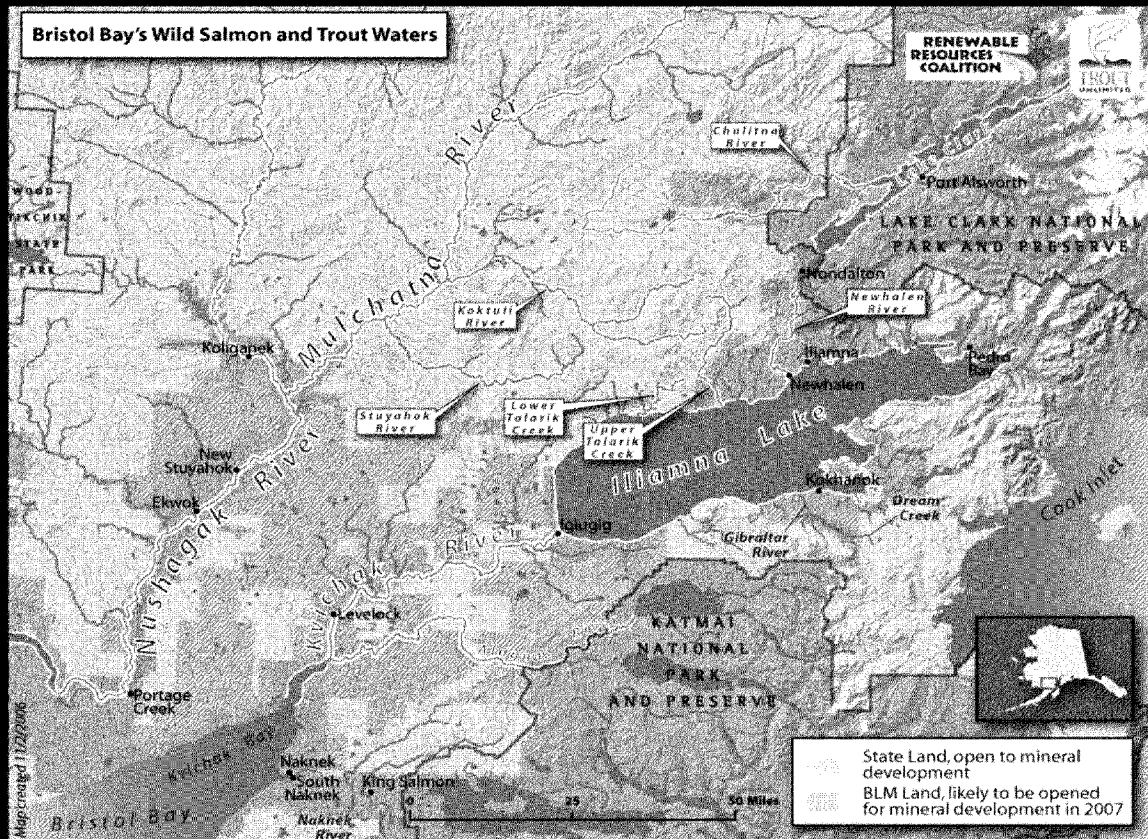 Bristol Bay's Wild Salmon and Trout Waters
RENEWABLE
RESOURCES
COALITION
TROUT
UNLIMITED
Chulitna
River
Mulchatna River
Port Alsworth
LAKE CLARK NATIONAL
PARK AND PRESERVE
WOOD-
TIKCHIK
STATE
PARK
Nondalton
Newhalen
River
Koktuli
River
Koliganek
Iliamna
Pedro
Bay
Newhalen
Stuyahok
River
Lower
Talarik
Creek
Upper
Talarik
Creek
Iliamna Lake
New
Stuyahok
Ekwok
Nushagak River
Kokhanok
Dream
Creek
Cook Inlet
Igiugig
Gibraltar
River
Kvichak River
Levelock
KATMAI
NATIONAL
PARK
AND PRESERVE
Portage
Creek
Kvichak Bay
Naknek
South
Naknek
King Salmon
Naknek
River
Bristol Bay
0 25 50 Miles
State Land, open to mineral
development
BLM Land, likely to be opened
for mineral development in 2007
Map created 11/2/2006